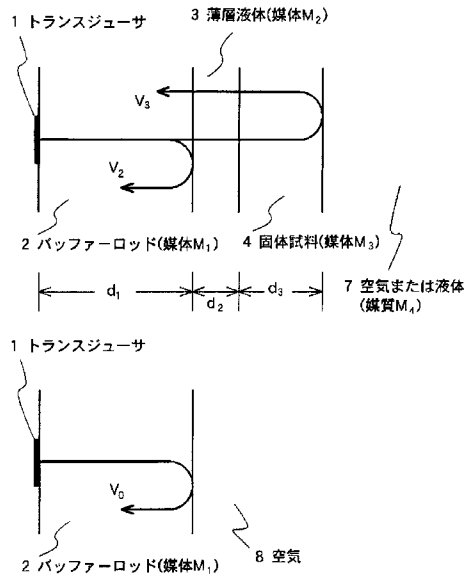 3 薄層液体(媒体M₂)
1 トランスジューサ
V₃
V₂
2 バッファーロッド(媒体M₁)
4 固体試料(媒体M₃)
d₁
d₂
d₃
7 空気または液体
(媒質M₄)
1 トランスジューサ
V₀
2 バッファーロッド(媒体M₁)
8 空気